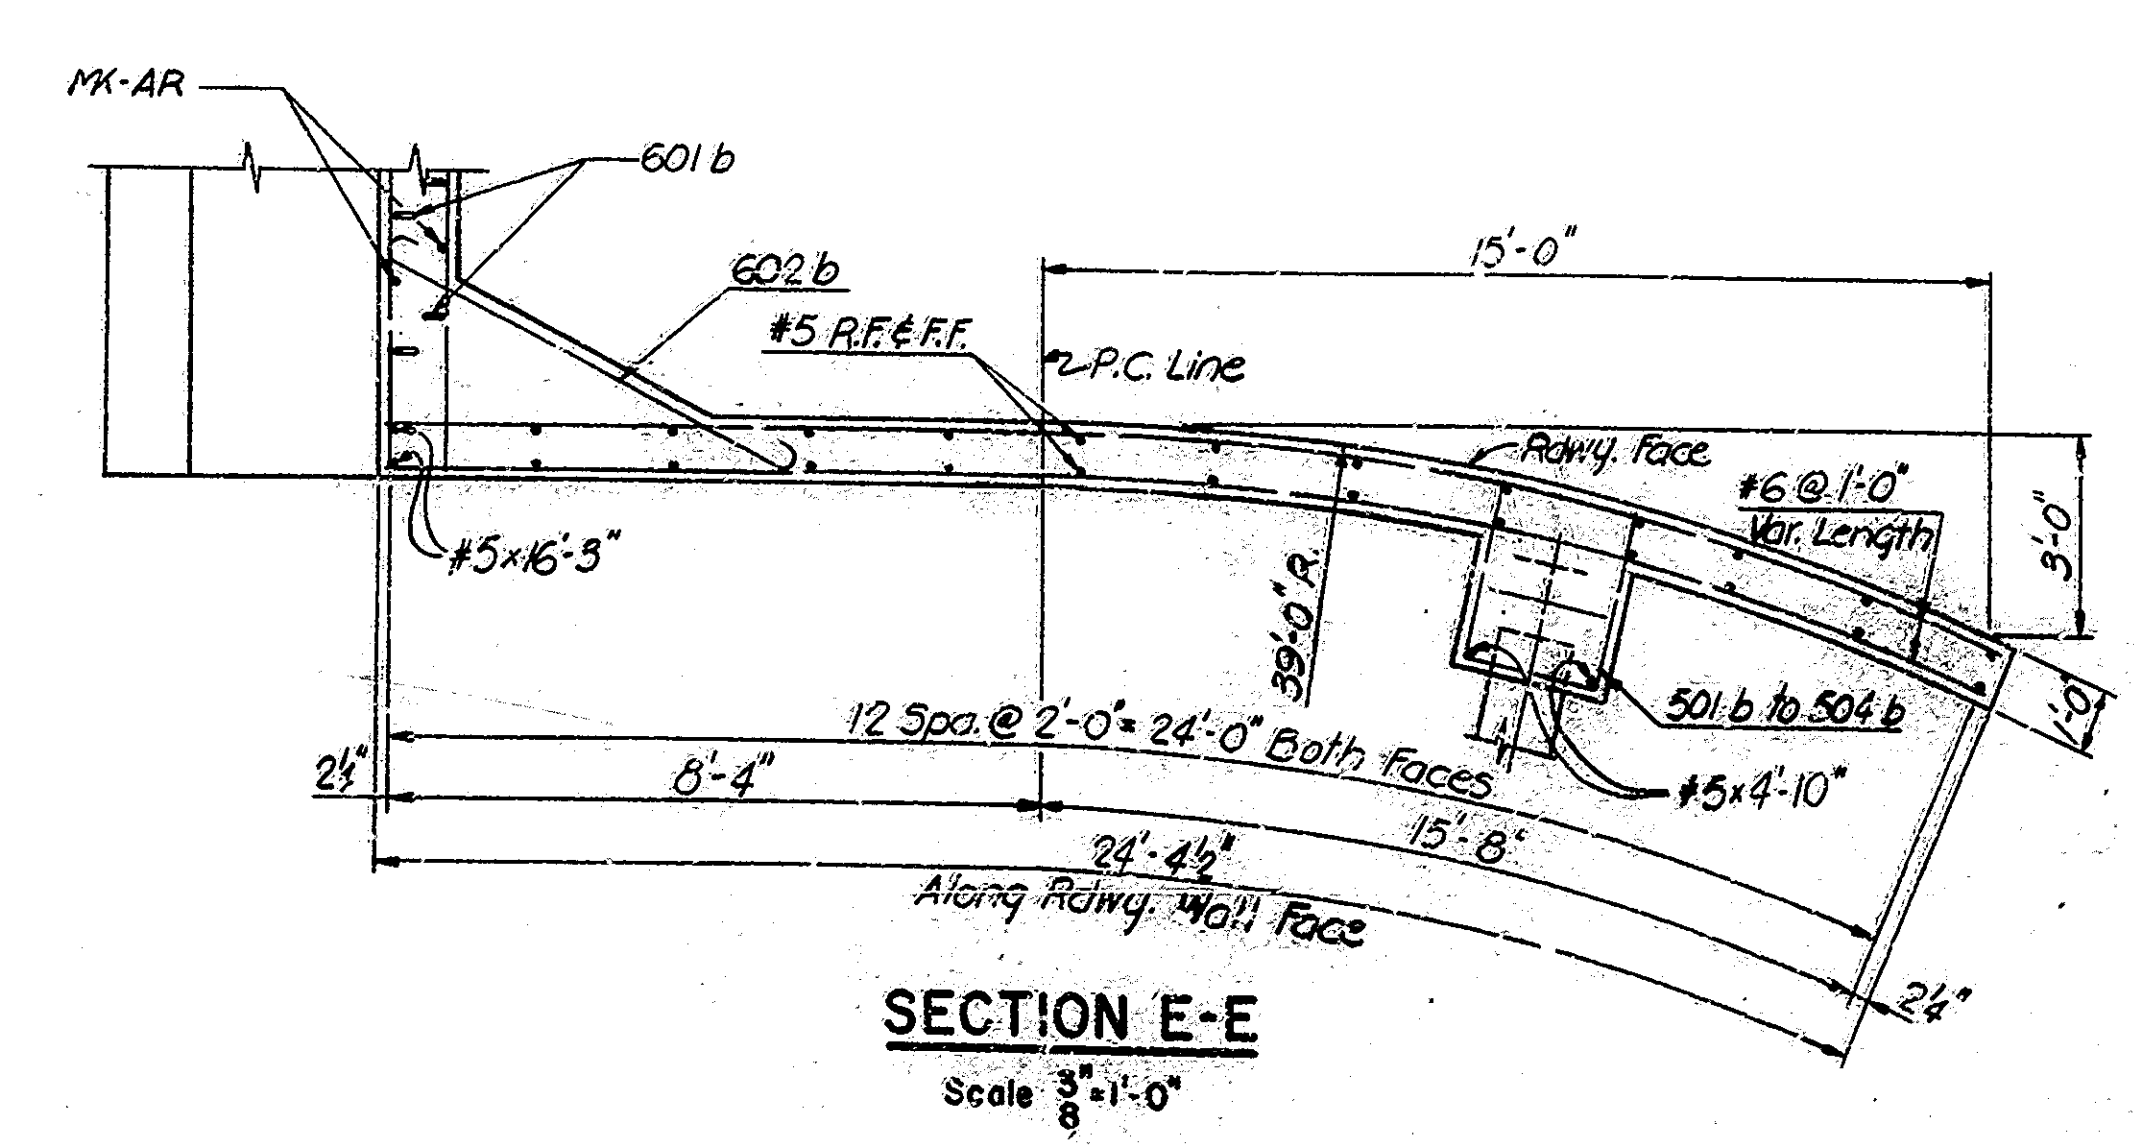 MK-AR
601 b
15'-0"
602 b
#5 R.F. & F.F.
P.C. Line
Rdwy. Face
#6 @ 1'-0"
Var. Length
3'-0"
#5x16'-3"
39'-0" R.
501 b to 504 b
1'-0"
12 Spa. @ 2'-0" = 24'-0" Both Faces
8'-4"
#5x4'-10"
15'-8"
24'-4½"
Along Rdwy. Wall Face
2¼"
SECTION E-E
Scale 3/8" = 1'-0"